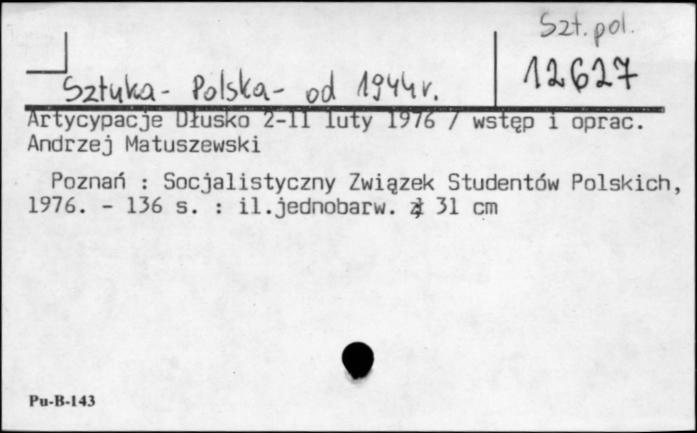 Szt. pol.
12627
Sztuka - Polska - od 1944 r.
Artycypacje Dłusko 2-11 luty 1976 / wstęp i oprac.
Andrzej Matuszewski
Poznań : Socjalistyczny Związek Studentów Polskich,
1976. - 136 s. : il.jednobarw. ; 31 cm
Pu-B-143